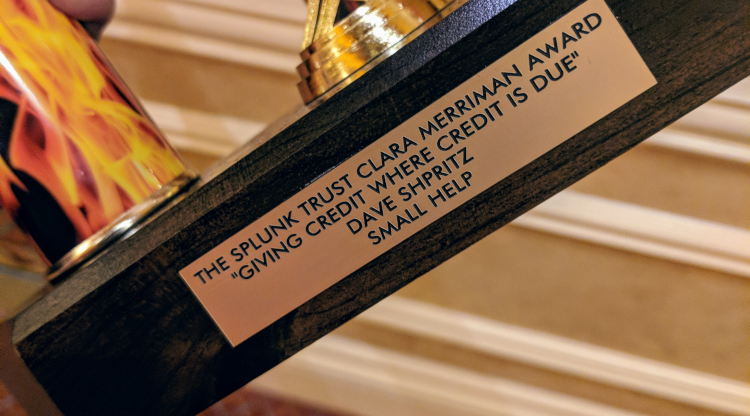 THE SPLUNK TRUST CLARA MERRIMAN AWARD
"GIVING CREDIT WHERE CREDIT IS DUE"
DAVE SHPRITZ
SMALL HELP